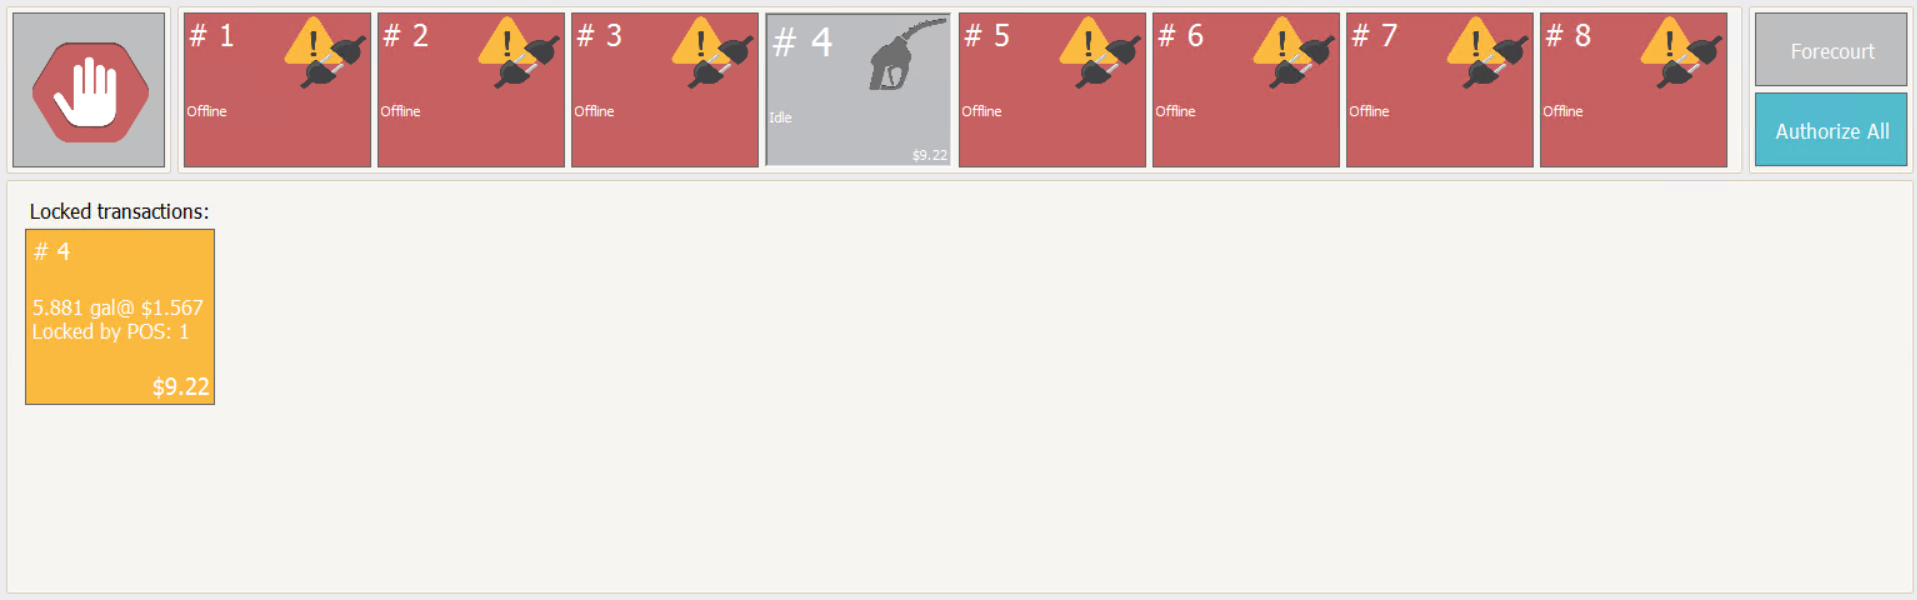 # 1
Offline
# 2
Offline
# 3
Offline
# 4
Idle
$9.22
# 5
Offline
# 6
Offline
# 7
Offline
# 8
Offline
Forecourt
Authorize All
Locked transactions:
# 4
5.881 gal@ $1.567
Locked by POS: 1
$9.22